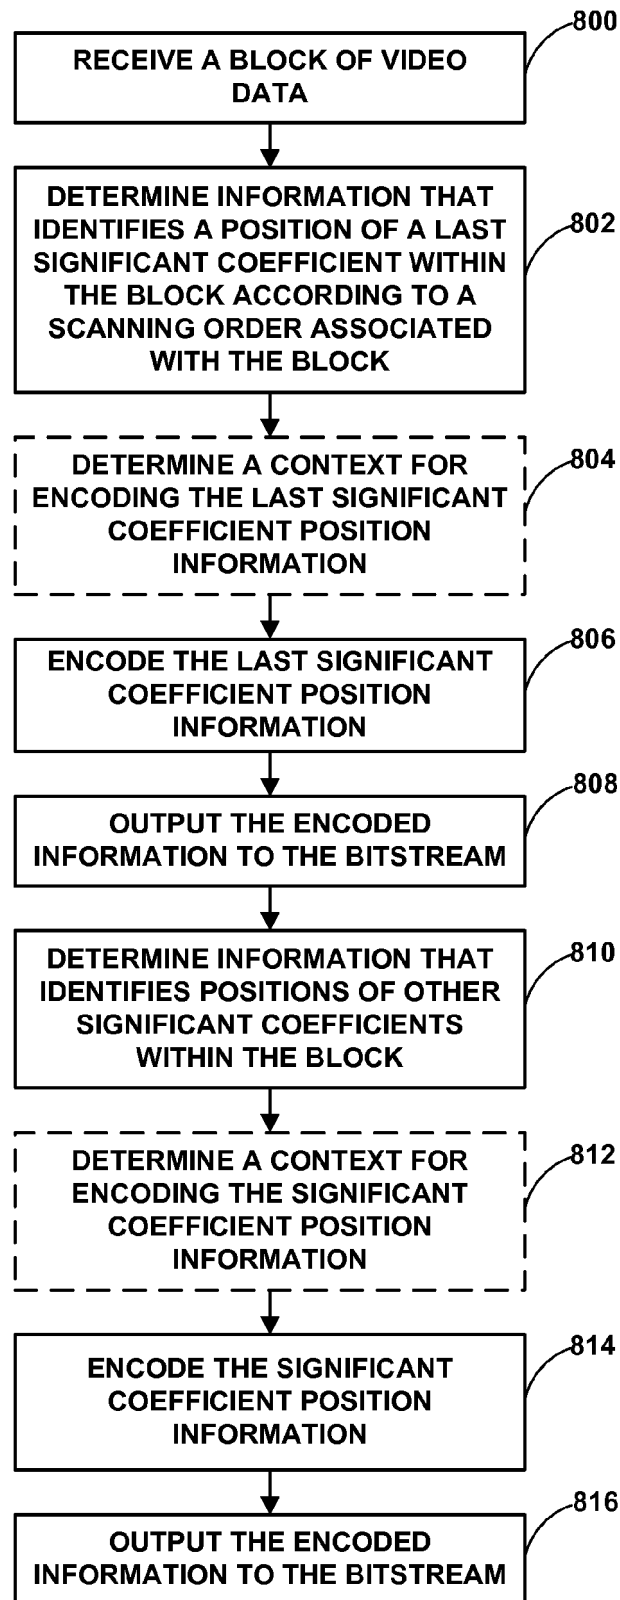 800
RECEIVE A BLOCK OF VIDEO
DATA
802
DETERMINE INFORMATION THAT
IDENTIFIES A POSITION OF A LAST
SIGNIFICANT COEFFICIENT WITHIN
THE BLOCK ACCORDING TO A
SCANNING ORDER ASSOCIATED
WITH THE BLOCK
804
DETERMINE A CONTEXT FOR
ENCODING THE LAST SIGNIFICANT
COEFFICIENT POSITION
INFORMATION
806
ENCODE THE LAST SIGNIFICANT
COEFFICIENT POSITION
INFORMATION
808
OUTPUT THE ENCODED
INFORMATION TO THE BITSTREAM
810
DETERMINE INFORMATION THAT
IDENTIFIES POSITIONS OF OTHER
SIGNIFICANT COEFFICIENTS
WITHIN THE BLOCK
812
DETERMINE A CONTEXT FOR
ENCODING THE SIGNIFICANT
COEFFICIENT POSITION
INFORMATION
814
ENCODE THE SIGNIFICANT
COEFFICIENT POSITION
INFORMATION
816
OUTPUT THE ENCODED
INFORMATION TO THE BITSTREAM